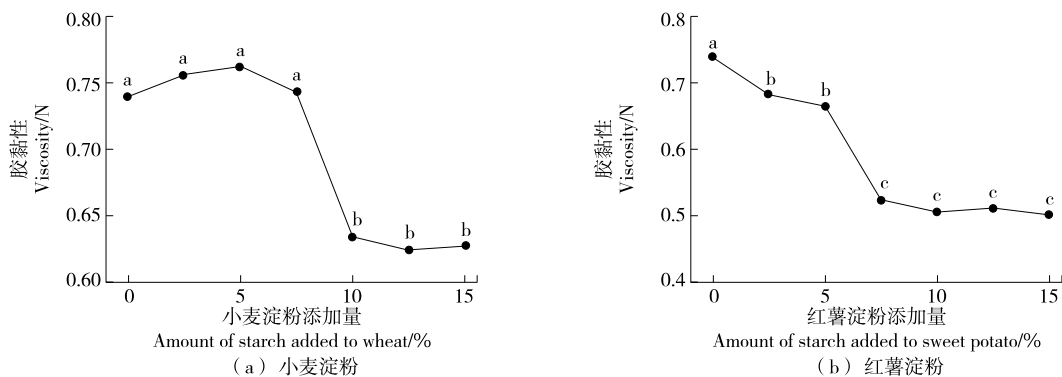 0.80
0.75
0.70
0.65
0.60
胶黏性
Viscosity/N
a
a
a
a
b
b
b
0
5
10
15
小麦淀粉添加量
Amount of starch added to wheat/%
（a）小麦淀粉
0.8
0.7
0.6
0.5
0.4
胶黏性
Viscosity/N
a
b
b
c
c
c
c
0
5
10
15
红薯淀粉添加量
Amount of starch added to sweet potato/%
（b）红薯淀粉